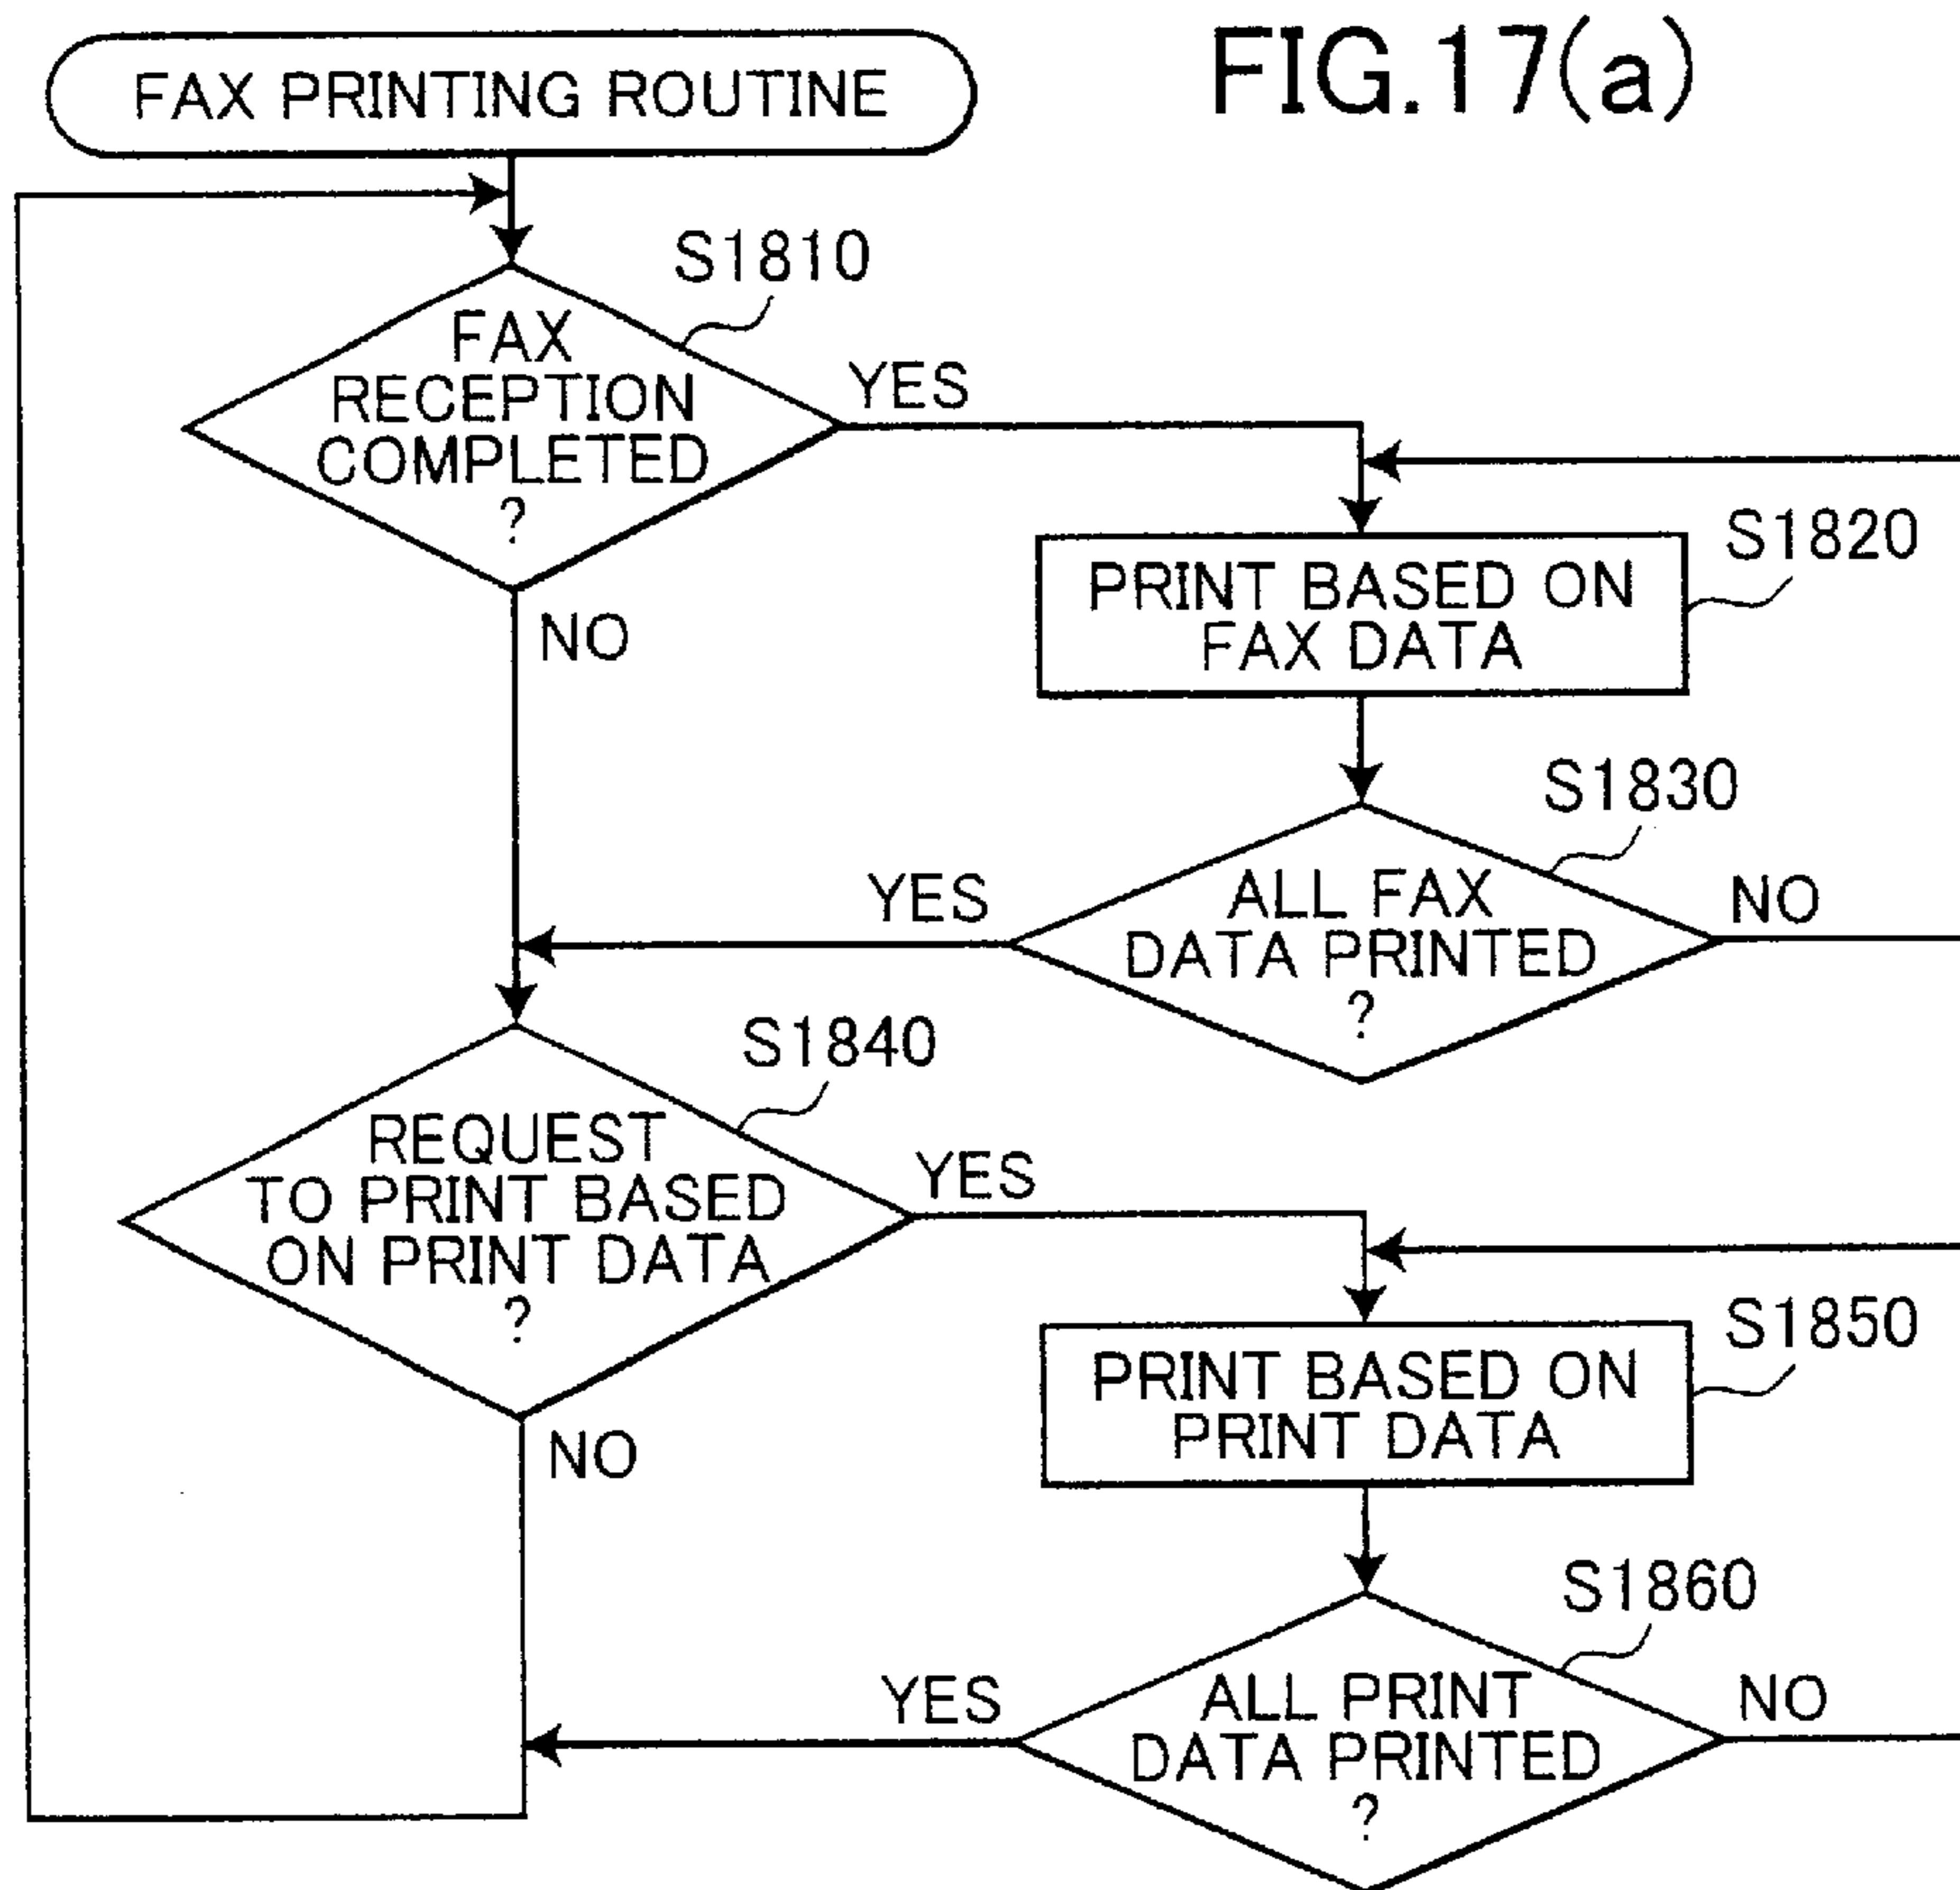 FIG.17(a)
FAX PRINTING ROUTINE
S1810
FAX
RECEPTION
COMPLETED
?
YES
NO
S1820
PRINT BASED ON
FAX DATA
S1830
ALL FAX
DATA PRINTED
?
YES
NO
S1840
REQUEST
TO PRINT BASED
ON PRINT DATA
?
YES
NO
S1850
PRINT BASED ON
PRINT DATA
S1860
ALL PRINT
DATA PRINTED
?
YES
NO